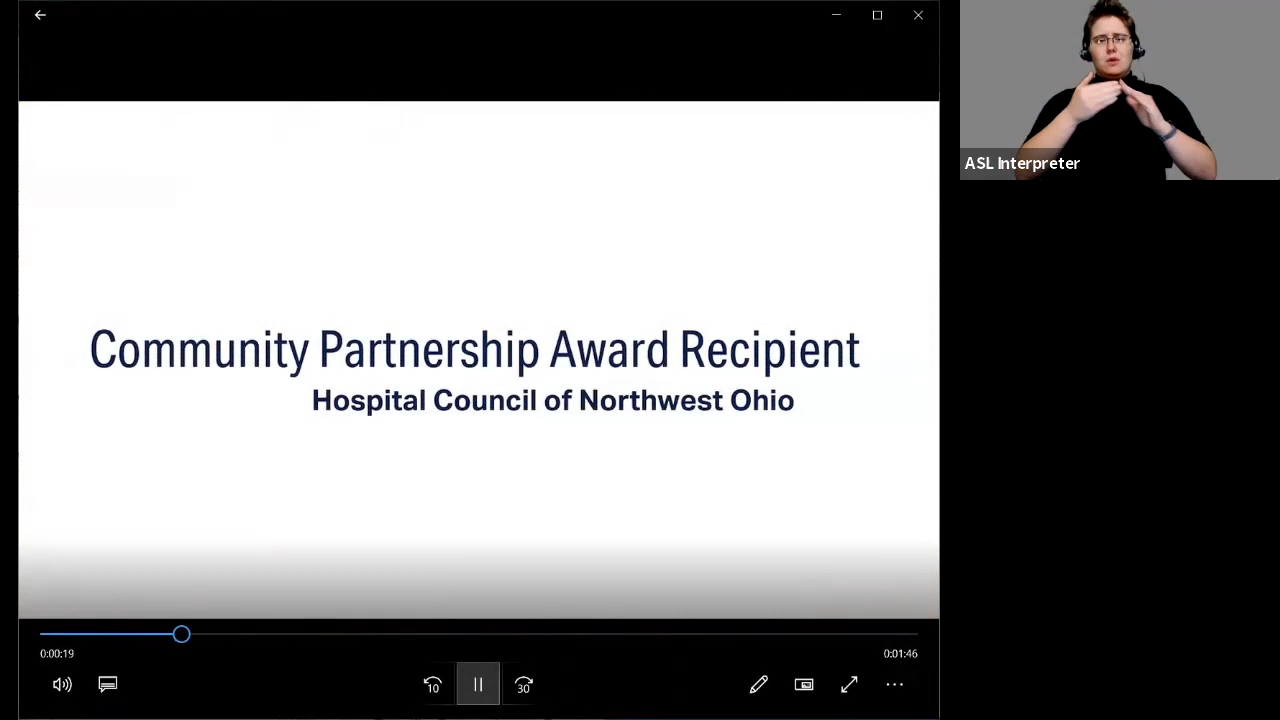 ASL Interpreter
Community Partnership Award Recipient
Hospital Council of Northwest Ohio
0:00:19
0:01:46
10
30